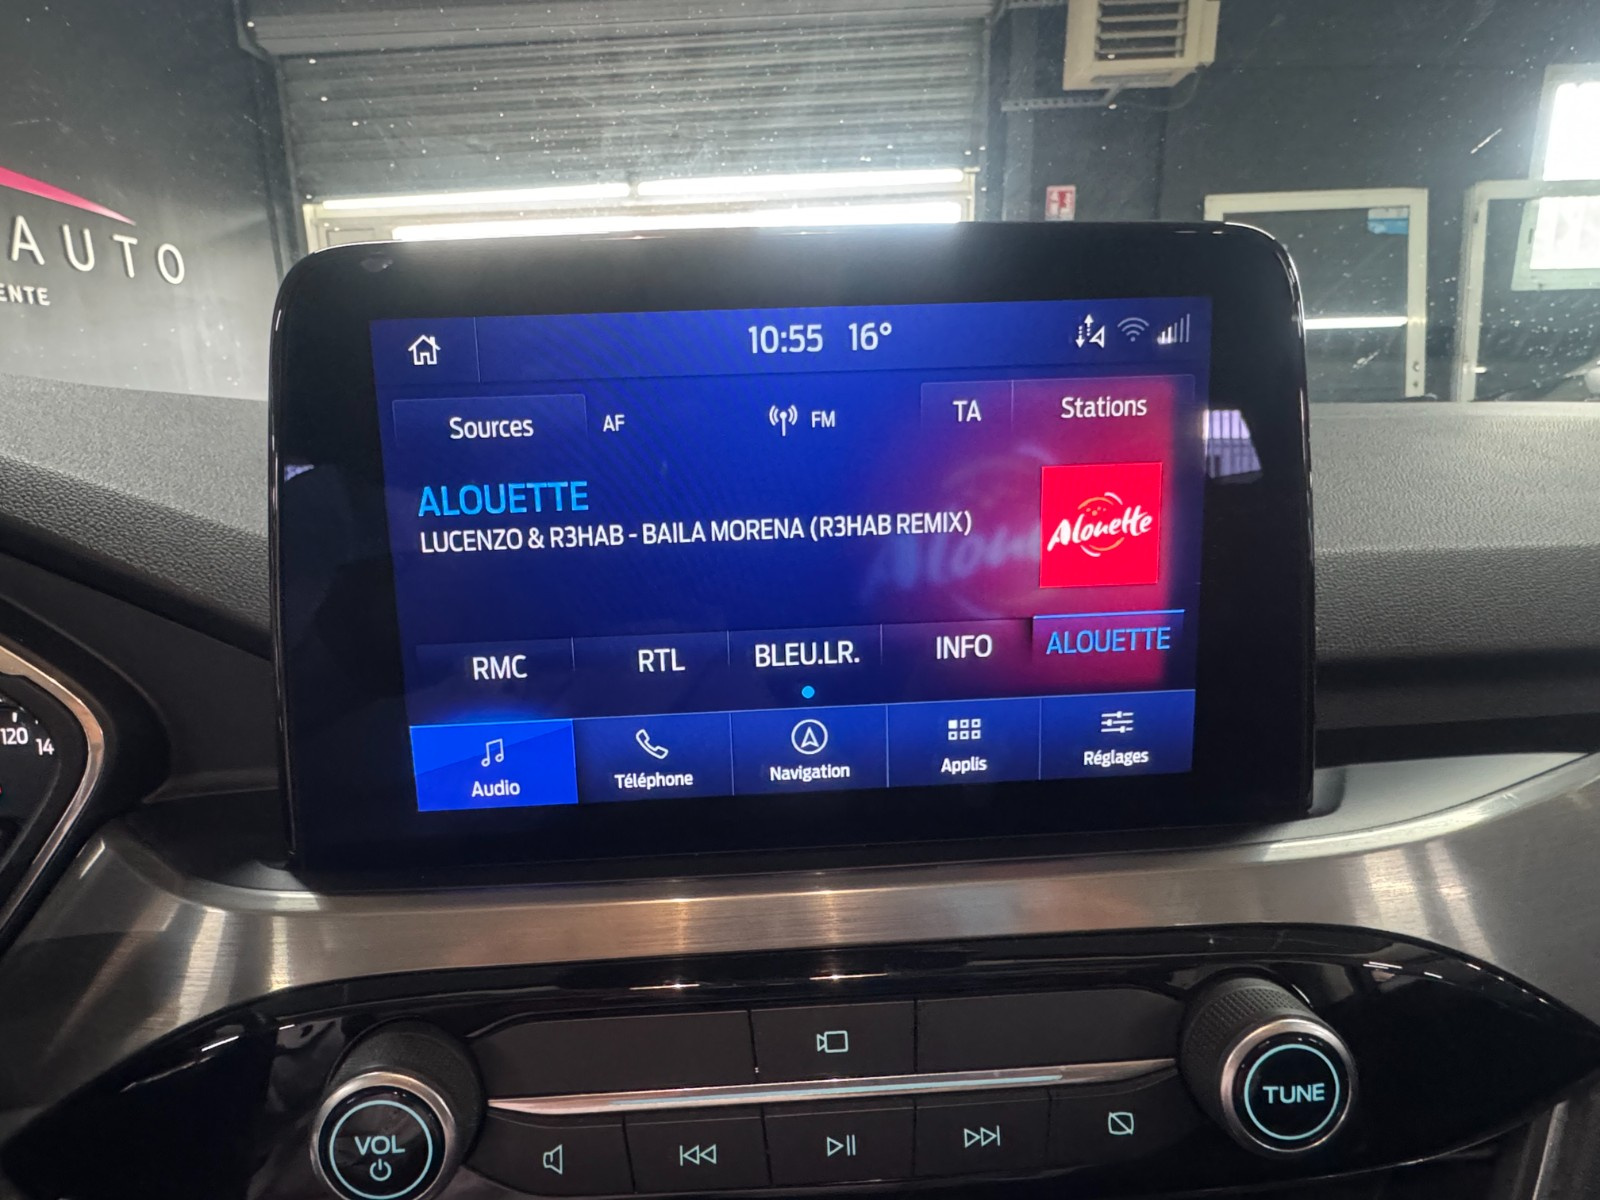 AUTO
ENTE
10:55 16°
Sources AF FM TA Stations
ALOUETTE
LUCENZO & R3HAB - BAILA MORENA (R3HAB REMIX)
Alouette
RMC RTL BLEU.LR. INFO ALOUETTE
Audio Téléphone Navigation Applis Réglages
120 14
VOL
TUNE